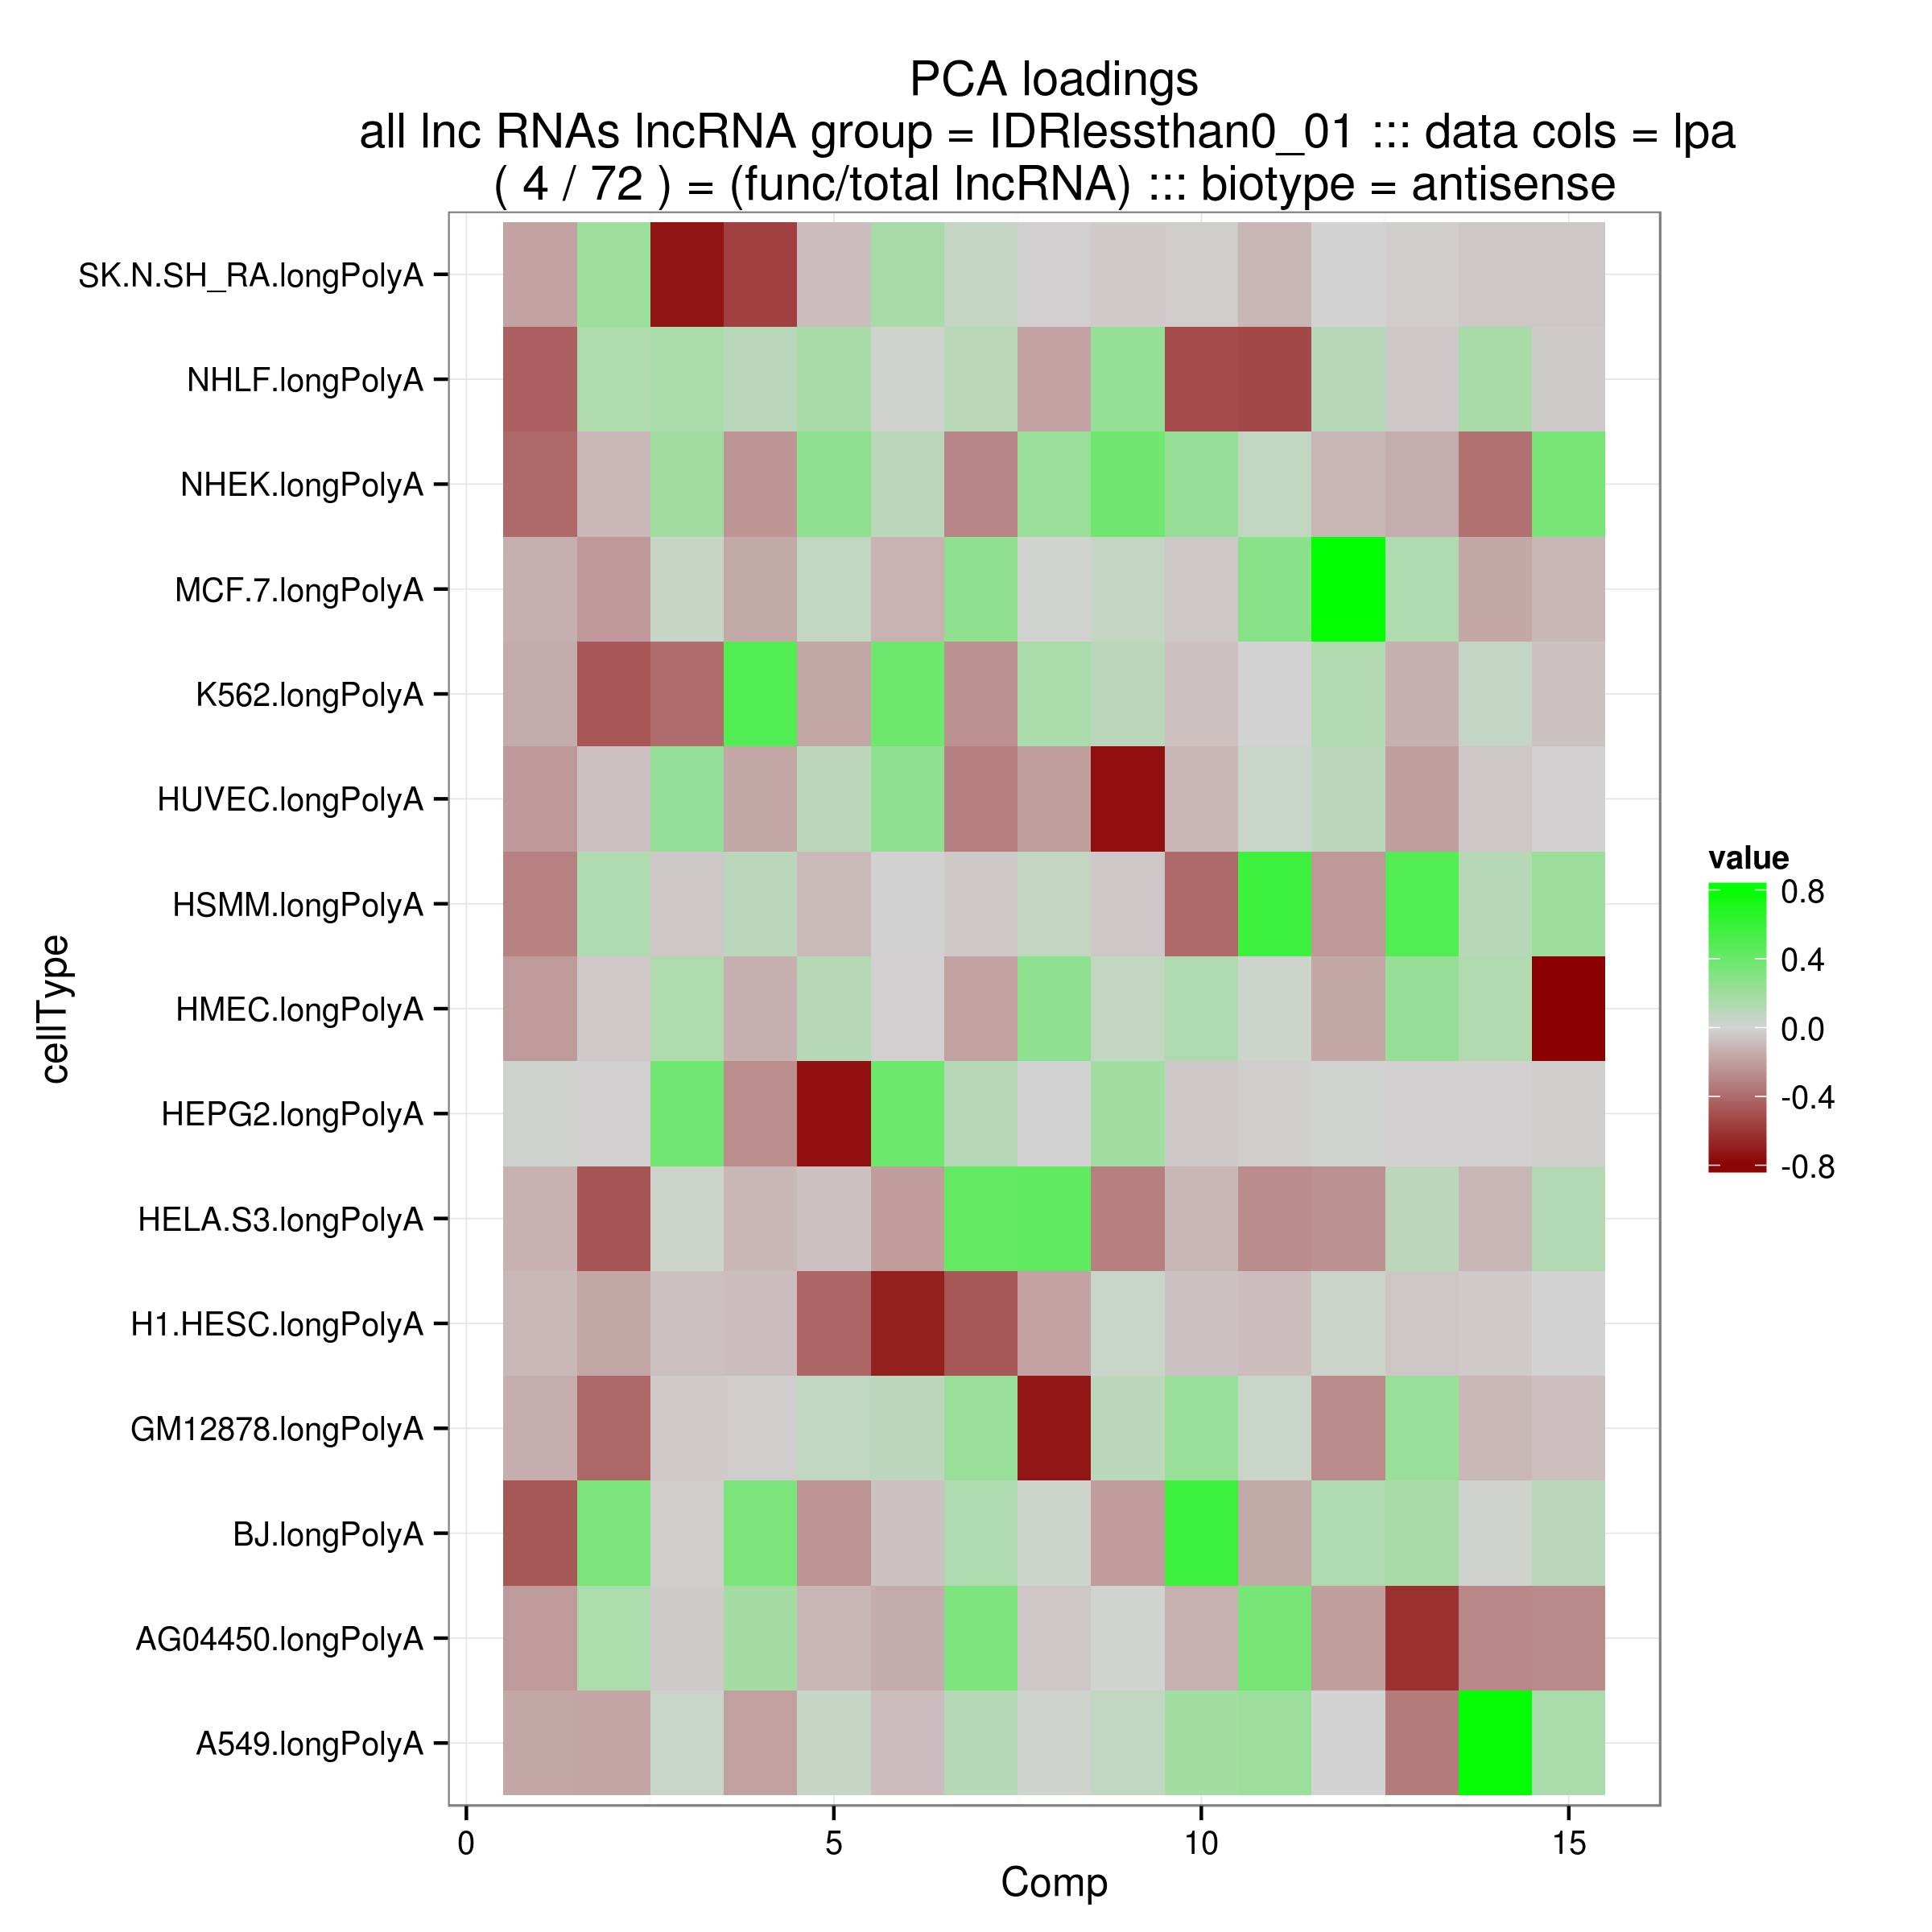 PCA loadings
all lnc RNAs lncRNA group = IDRlessthan0_01 ::: data cols = lpa
( 4 / 72 ) = (func/total lncRNA) ::: biotype = antisense
SK.N.SH_RA.longPolyA
NHLF.longPolyA
NHEK.longPolyA
MCF.7.longPolyA
K562.longPolyA
HUVEC.longPolyA
HSMM.longPolyA
HMEC.longPolyA
HEPG2.longPolyA
HELA.S3.longPolyA
H1.HESC.longPolyA
GM12878.longPolyA
BJ.longPolyA
AG04450.longPolyA
A549.longPolyA
cellType
0 5 10 15
Comp
value
0.8
0.4
0.0
-0.4
-0.8